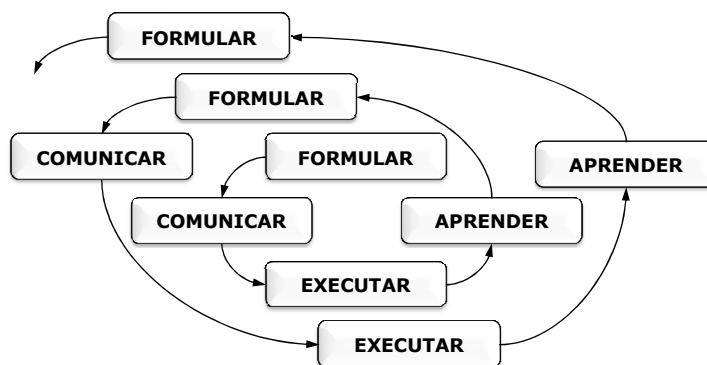 FORMULAR
FORMULAR
COMUNICAR
FORMULAR
APRENDER
COMUNICAR
APRENDER
EXECUTAR
EXECUTAR